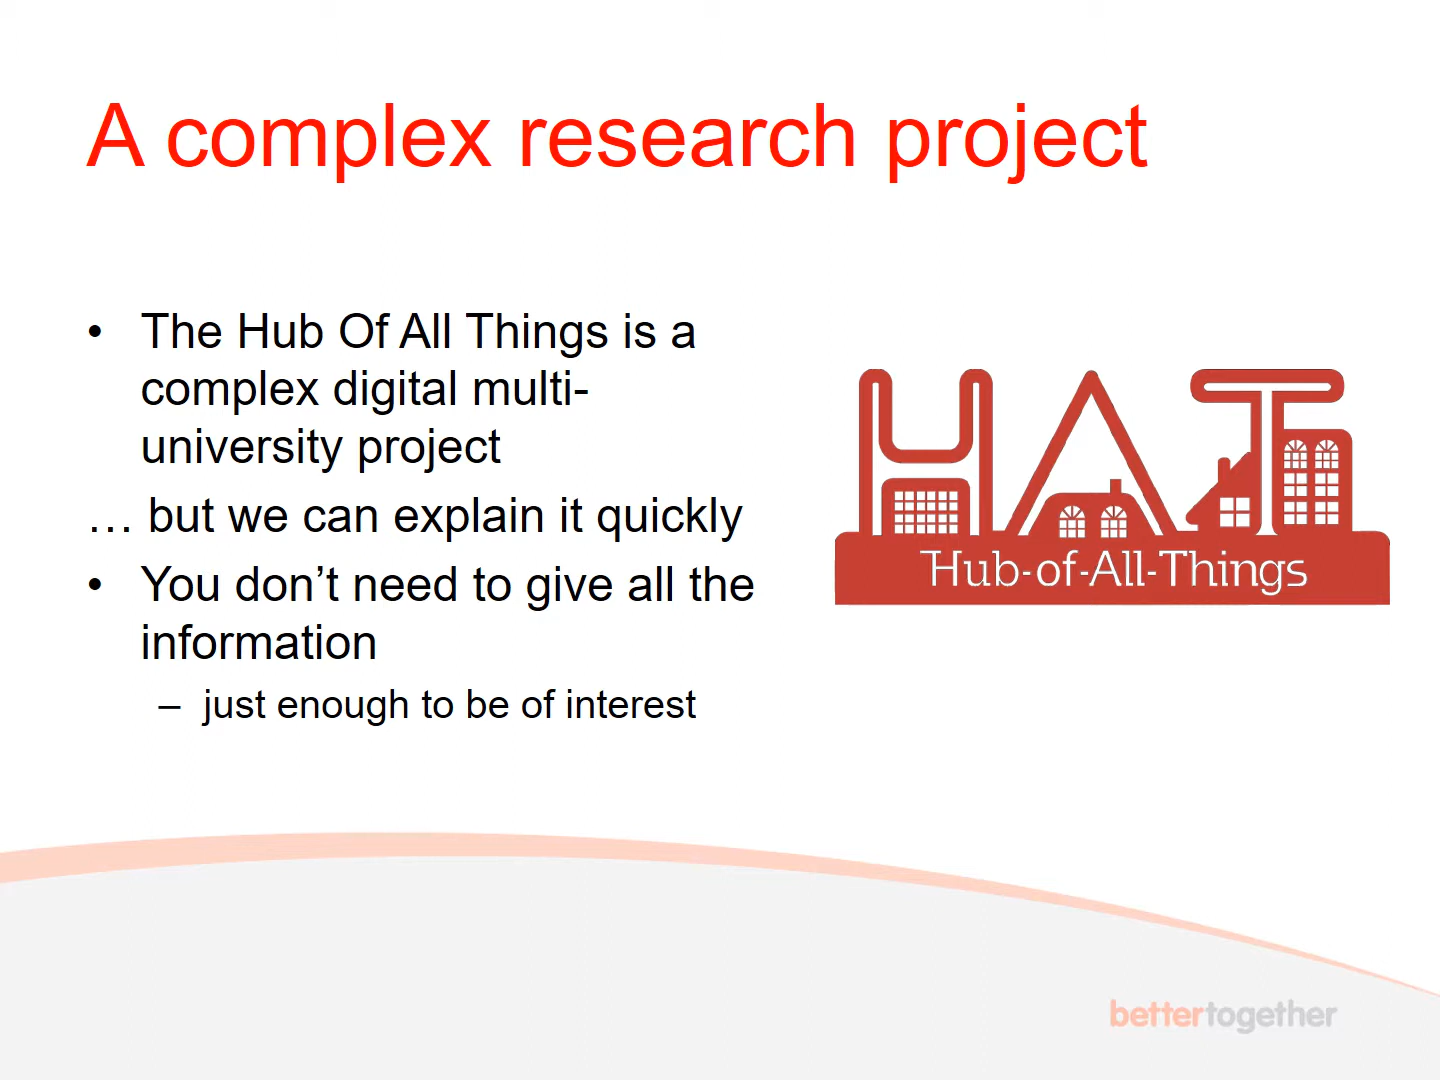 A complex research project
• The Hub Of All Things is a
complex digital multi-
university project
… but we can explain it quickly
• You don’t need to give all the
information
– just enough to be of interest
HAT
Hub-of-All-Things
bettertogether